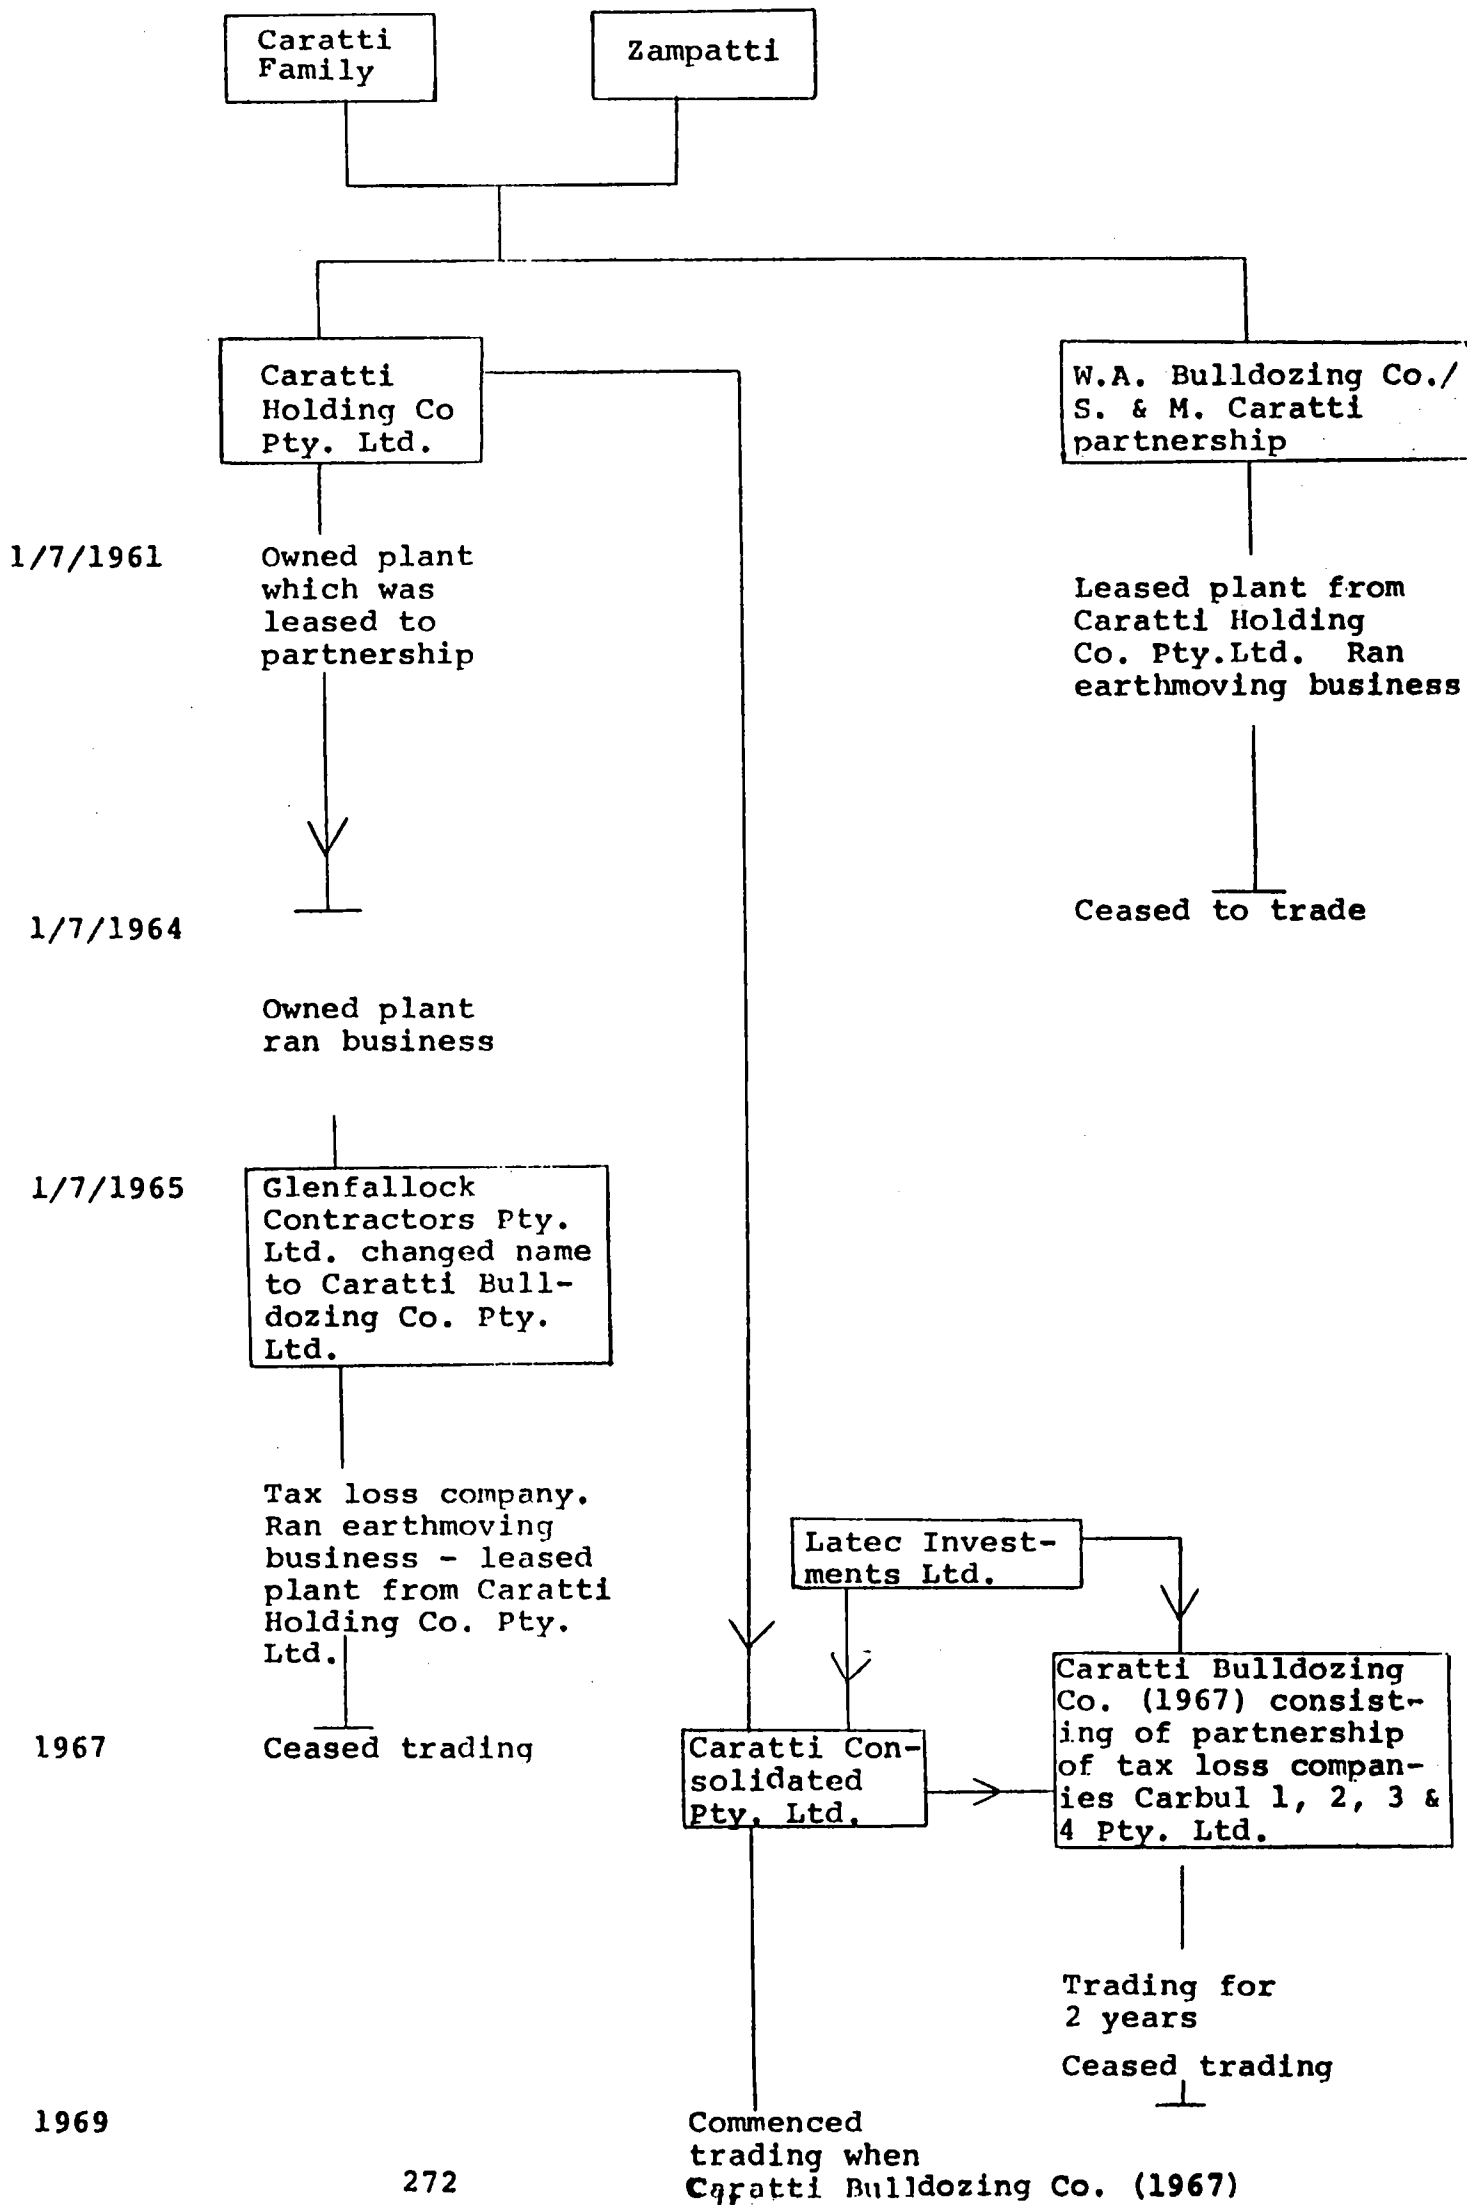 Caratti
Family
Zampatti
Caratti
Holding Co
Pty. Ltd.
W.A. Bulldozing Co./
S. & M. Caratti
partnership
1/7/1961
Owned plant
which was
leased to
partnership
Leased plant from
Caratti Holding
Co. Pty.Ltd. Ran
earthmoving business
Ceased to trade
1/7/1964
Owned plant
ran business
1/7/1965
Glenfallock
Contractors Pty.
Ltd. changed name
to Caratti Bull-
dozing Co. Pty.
Ltd.
Tax loss company.
Ran earthmoving
business - leased
plant from Caratti
Holding Co. Pty.
Ltd.
Latec Invest-
ments Ltd.
1967
Ceased trading
Caratti Con-
solidated
Pty. Ltd.
Caratti Bulldozing
Co. (1967) consist-
ing of partnership
of tax loss compan-
ies Carbul 1, 2, 3 &
4 Pty. Ltd.
Trading for
2 years
Ceased trading
1969
Commenced
trading when
Caratti Bulldozing Co. (1967)
272